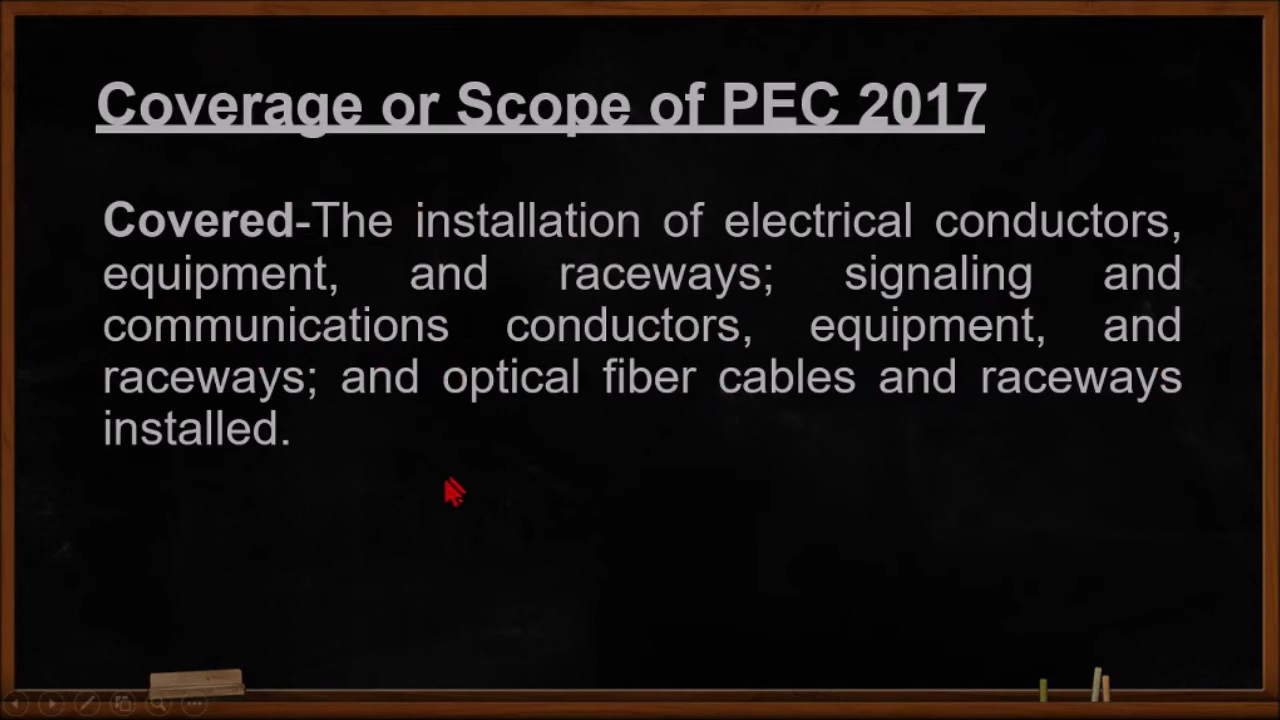 Coverage or Scope of PEC 2017
Covered-The installation of electrical conductors,
equipment, and raceways; signaling and
communications conductors, equipment, and
raceways; and optical fiber cables and raceways
installed.